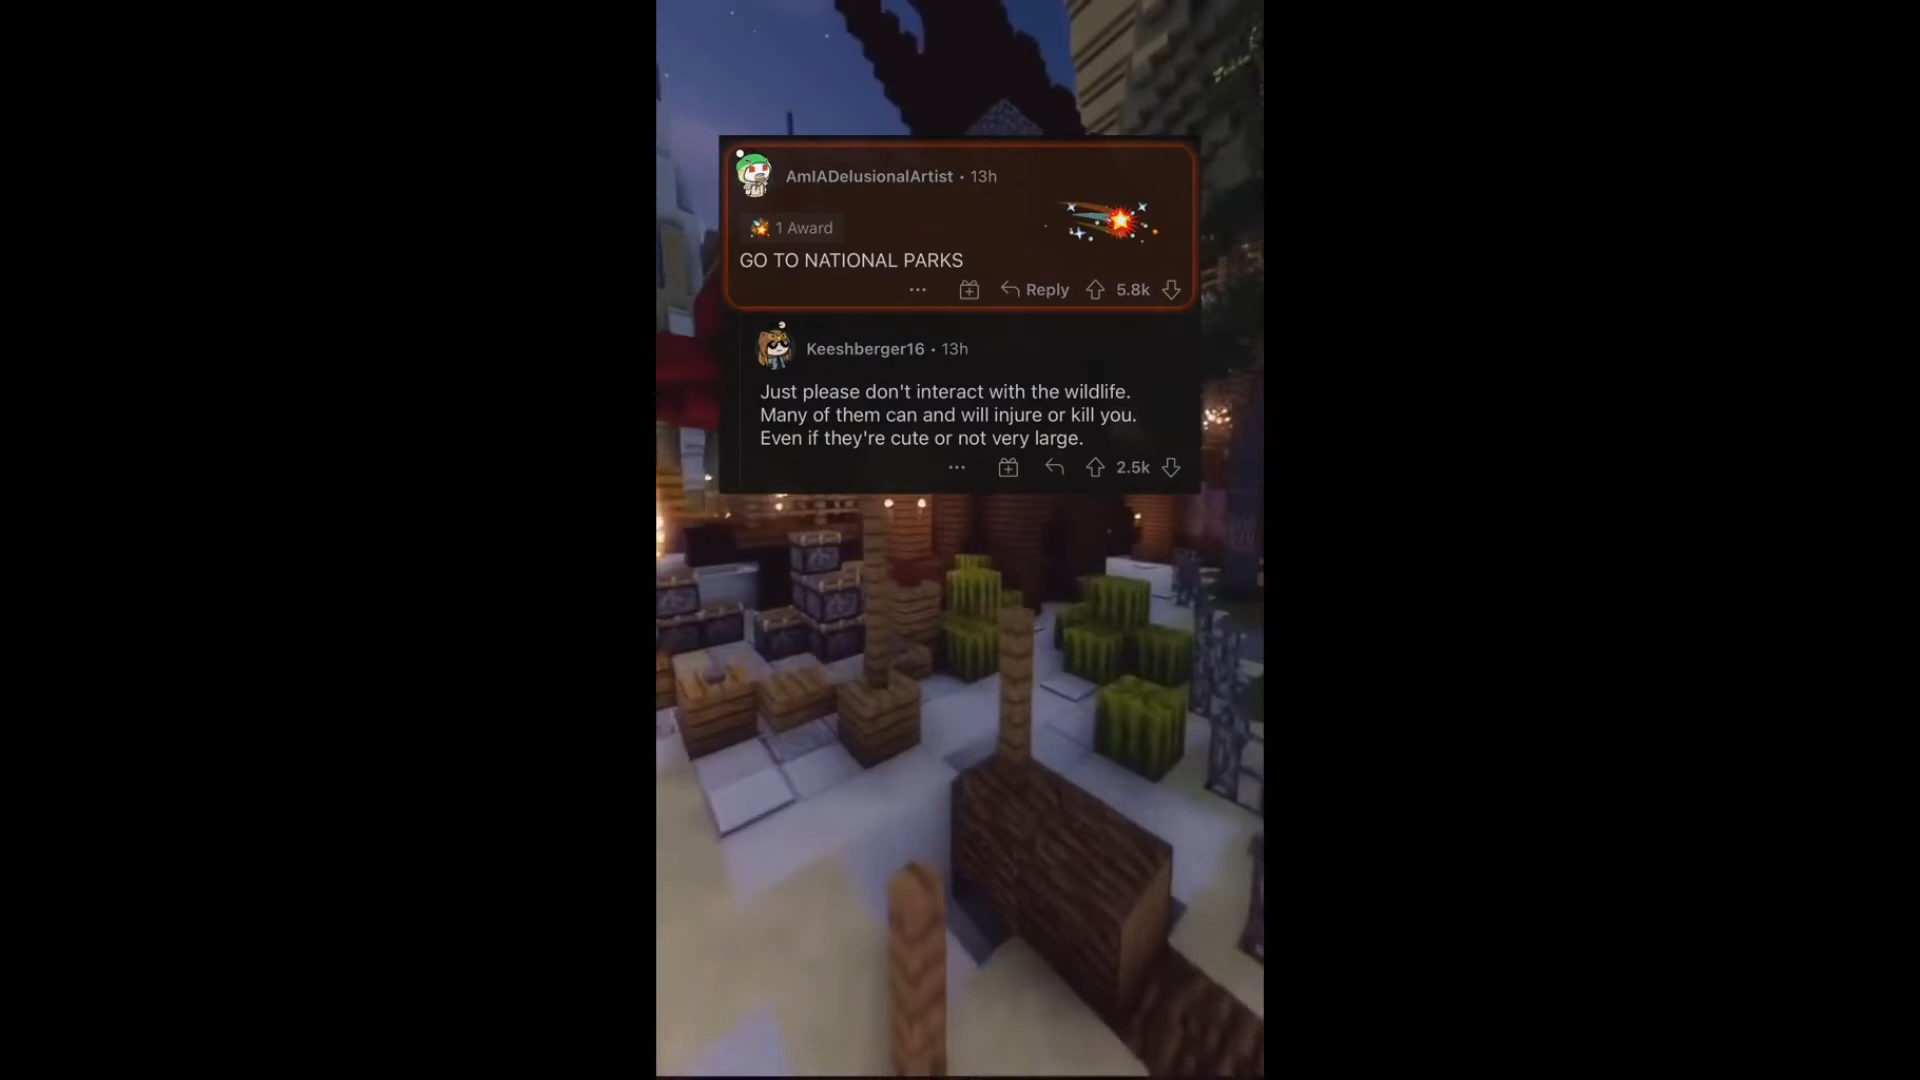 AmIADelusionalArtist • 13h
1 Award
GO TO NATIONAL PARKS
Reply 5.8k
Keeshberger16 • 13h
Just please don't interact with the wildlife.
Many of them can and will injure or kill you.
Even if they're cute or not very large.
2.5k